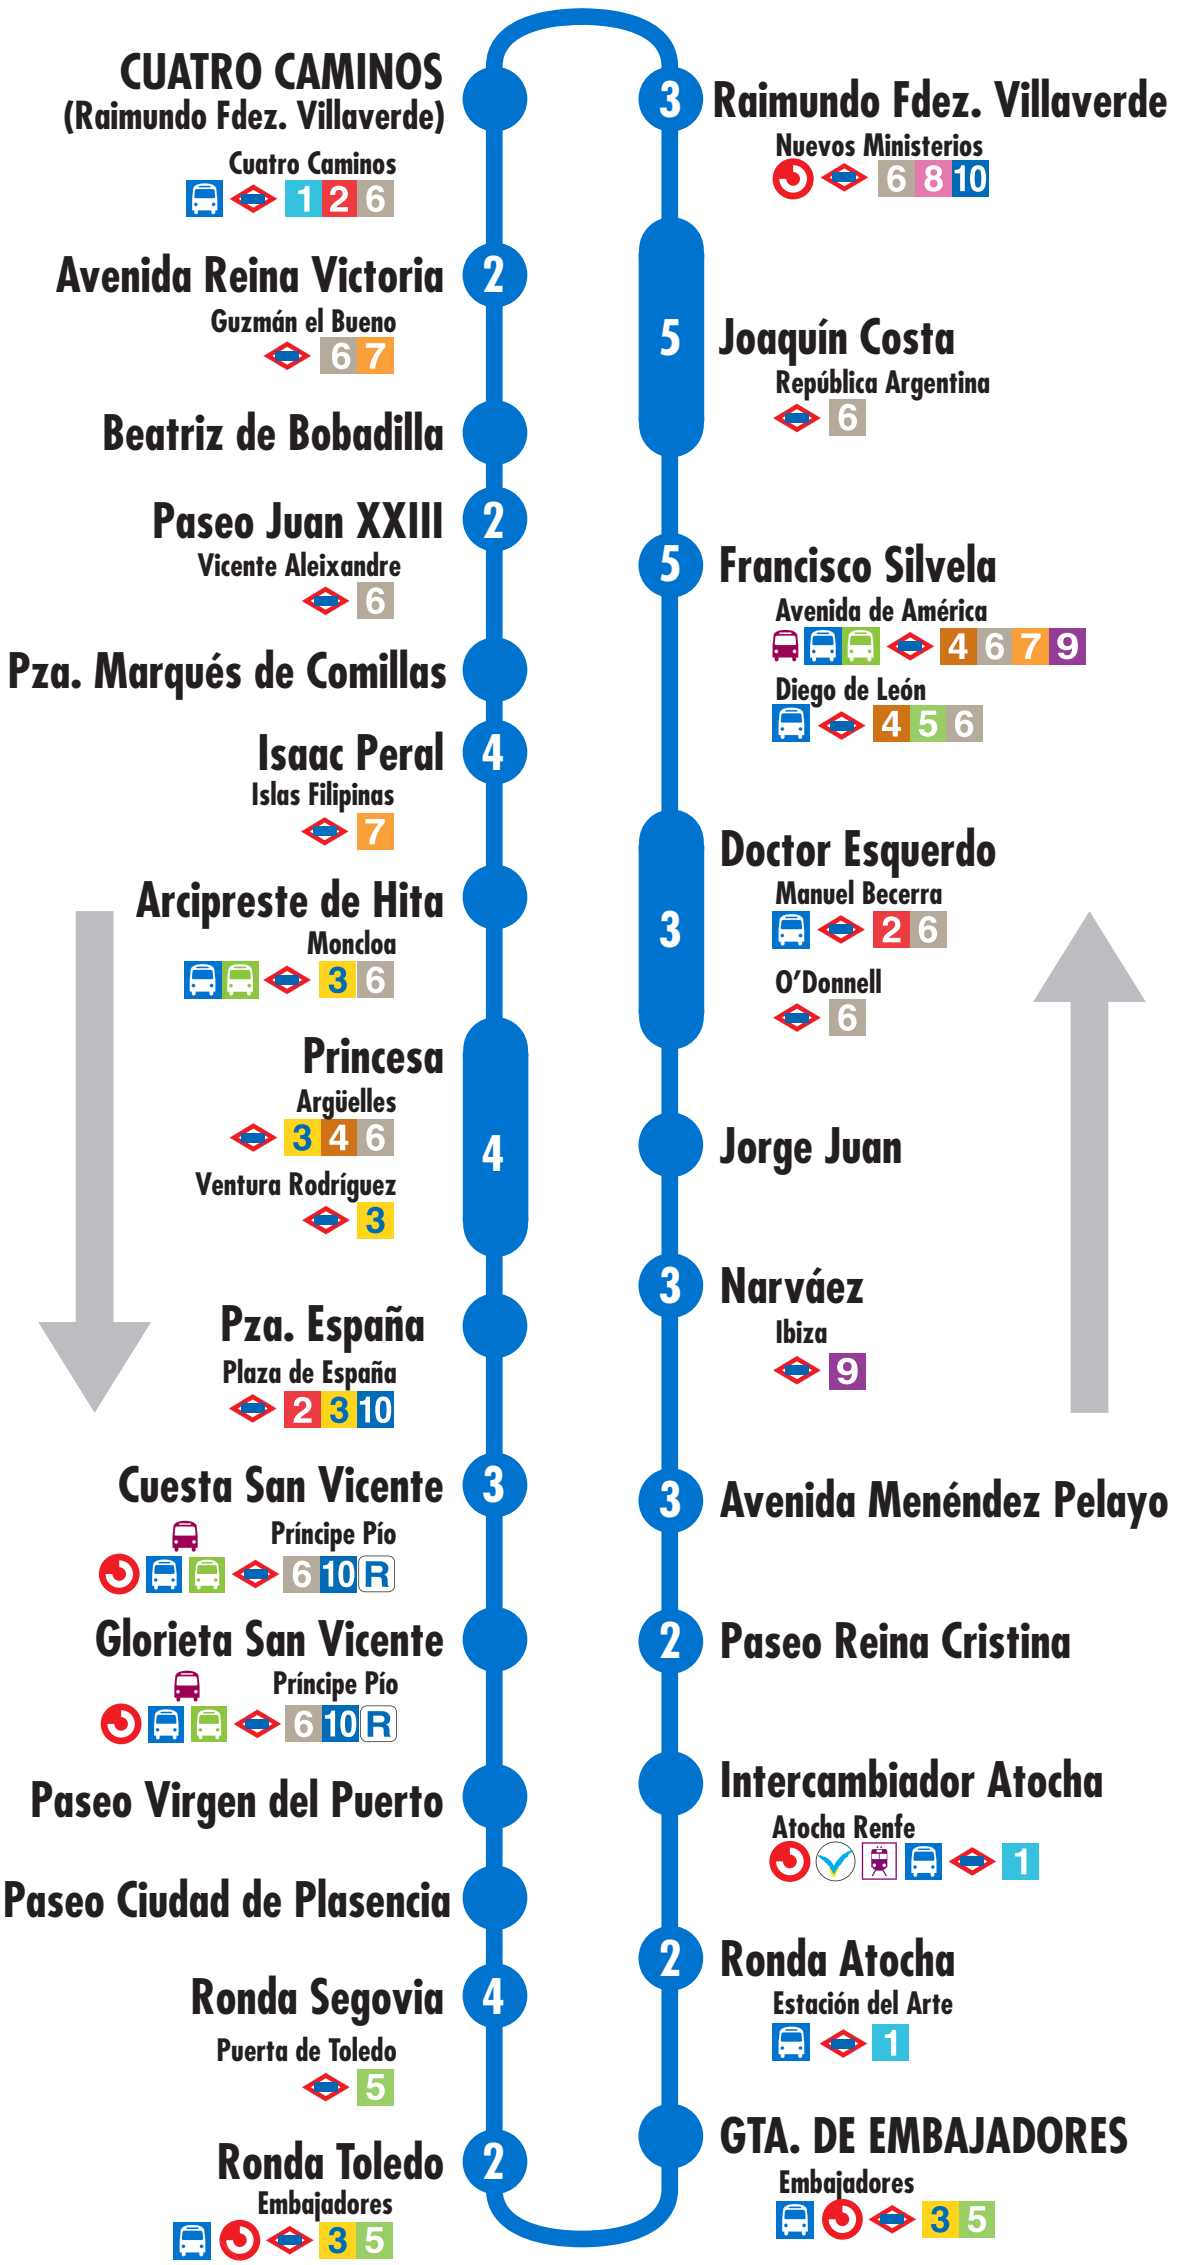 CUATRO CAMINOS
(Raimundo Fdez. Villaverde)
Cuatro Caminos
1 2 6
Avenida Reina Victoria 2
Guzmán el Bueno
6 7
Beatriz de Bobadilla
Paseo Juan XXIII 2
Vicente Aleixandre
6
Pza. Marqués de Comillas
Isaac Peral 4
Islas Filipinas
7
Arcipreste de Hita
Moncloa
3 6
Princesa
Argüelles
3 4 6
4
Ventura Rodríguez
3
Pza. España
Plaza de España
2 3 10
Cuesta San Vicente 3
Príncipe Pío
6 10 R
Glorieta San Vicente
Príncipe Pío
6 10 R
Paseo Virgen del Puerto
Paseo Ciudad de Plasencia
Ronda Segovia 4
Puerta de Toledo
5
Ronda Toledo 2
Embajadores
3 5
3 Raimundo Fdez. Villaverde
Nuevos Ministerios
6 8 10
5 Joaquín Costa
República Argentina
6
5 Francisco Silvela
Avenida de América
4 6 7 9
Diego de León
4 5 6
Doctor Esquerdo
Manuel Becerra
3 2 6
O'Donnell
6
Jorge Juan
3 Narváez
Ibiza
9
3 Avenida Menéndez Pelayo
2 Paseo Reina Cristina
Intercambiador Atocha
Atocha Renfe
1
2 Ronda Atocha
Estación del Arte
1
GTA. DE EMBAJADORES
Embajadores
3 5